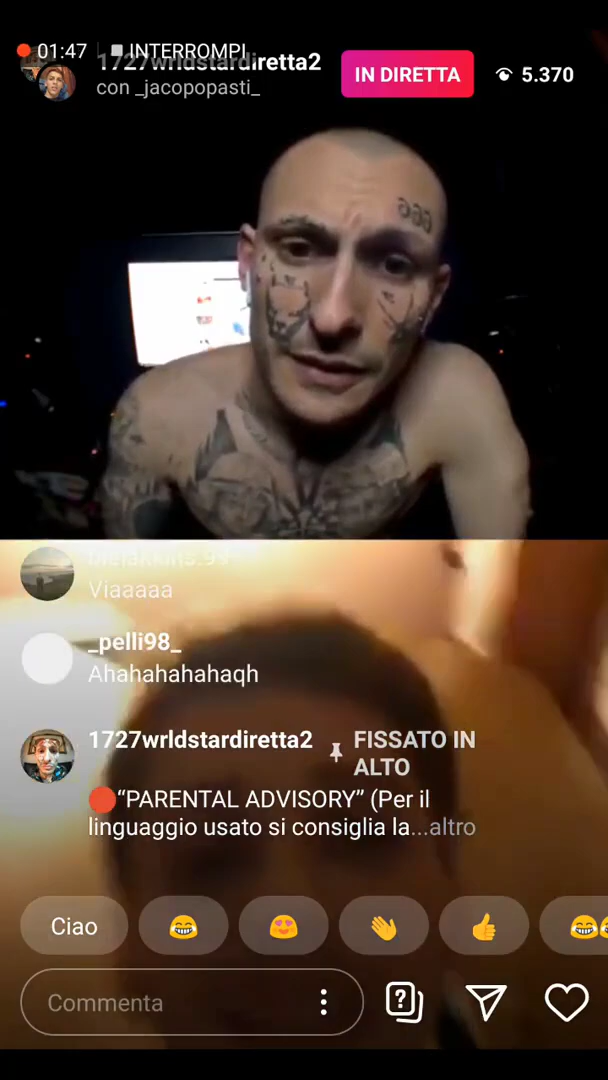 01:47 INTERROMPI
1727wrldstardiretta2
con _jacopopasti_
IN DIRETTA
5.370
666
Viaaaaa
_pelli98_
Ahahahahahaqh
1727wrldstardiretta2
FISSATO IN
ALTO
🔴“PARENTAL ADVISORY” (Per il
linguaggio usato si consiglia la...altro
Ciao
Commenta